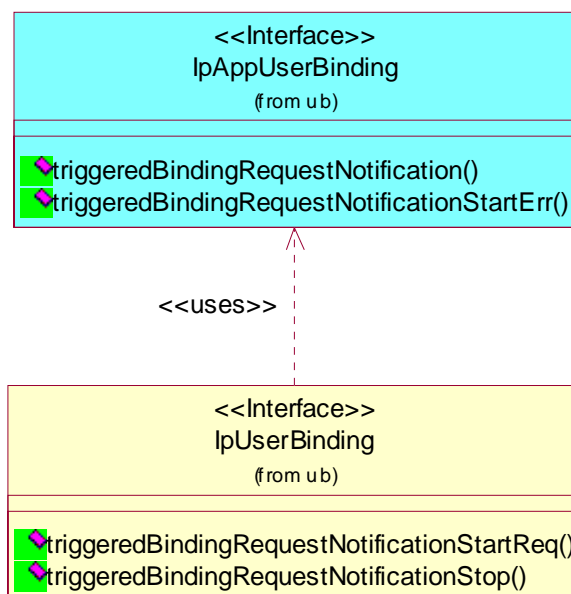 <<Interface>>
IpAppUserBinding
(from ub)
triggeredBindingRequestNotification()
triggeredBindingRequestNotificationStartErr()
<<uses>>
<<Interface>>
IpUserBinding
(from ub)
triggeredBindingRequestNotificationStartReq()
triggeredBindingRequestNotificationStop()